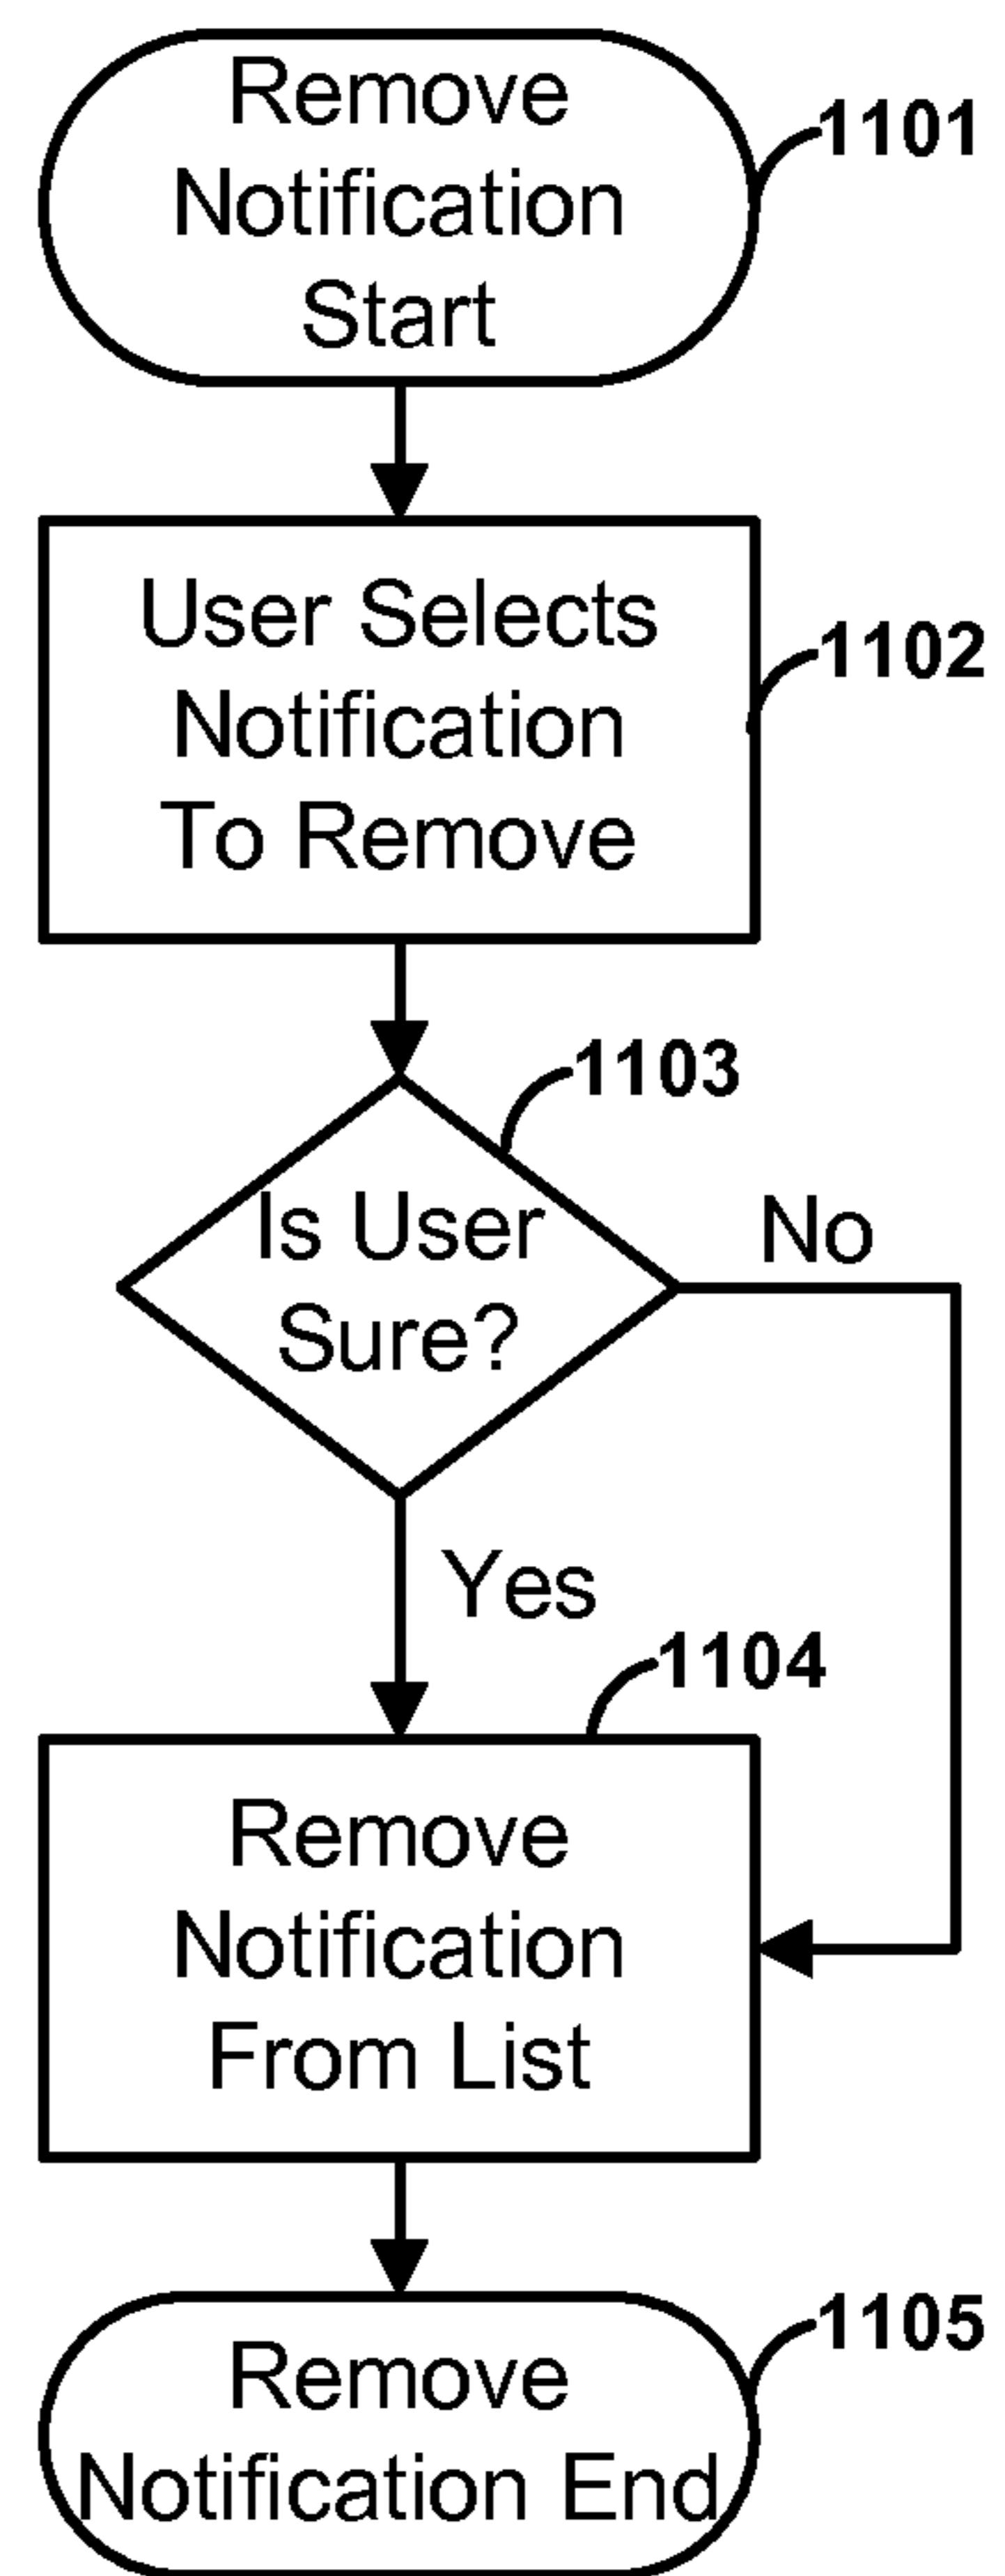 Remove
Notification
Start
1101
User Selects
Notification
To Remove
1102
1103
Is User
Sure?
No
Yes
1104
Remove
Notification
From List
Remove
Notification End
1105